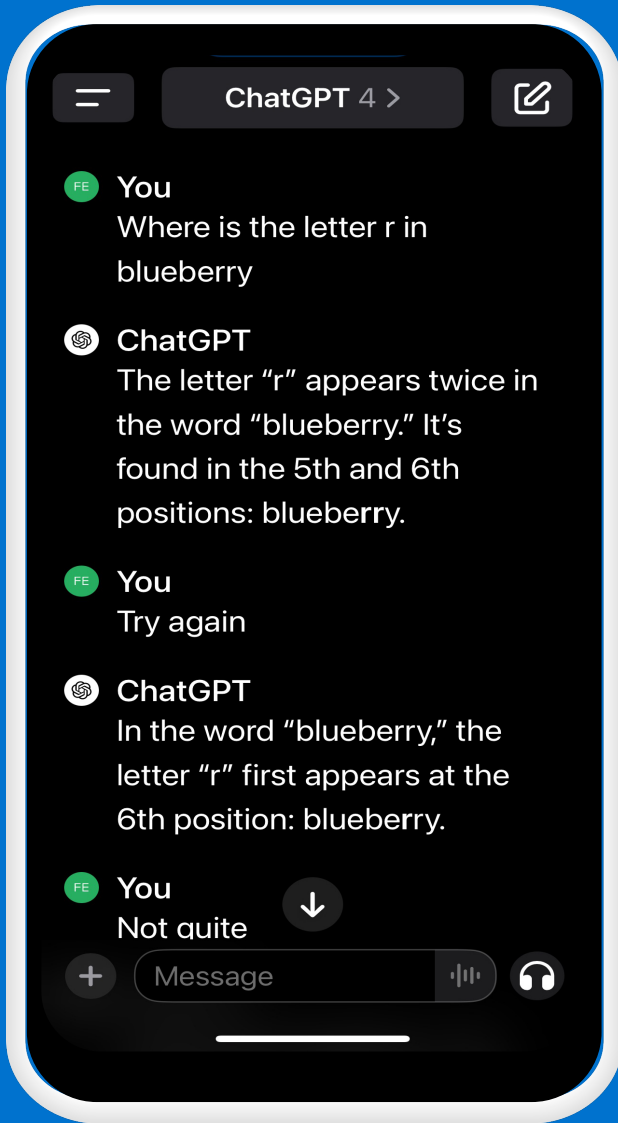 ChatGPT 4 >
FE You
Where is the letter r in
blueberry
ChatGPT
The letter “r” appears twice in
the word “blueberry.” It’s
found in the 5th and 6th
positions: blueberry.
FE You
Try again
ChatGPT
In the word “blueberry,” the
letter “r” first appears at the
6th position: blueberry.
FE You
Not quite
Message